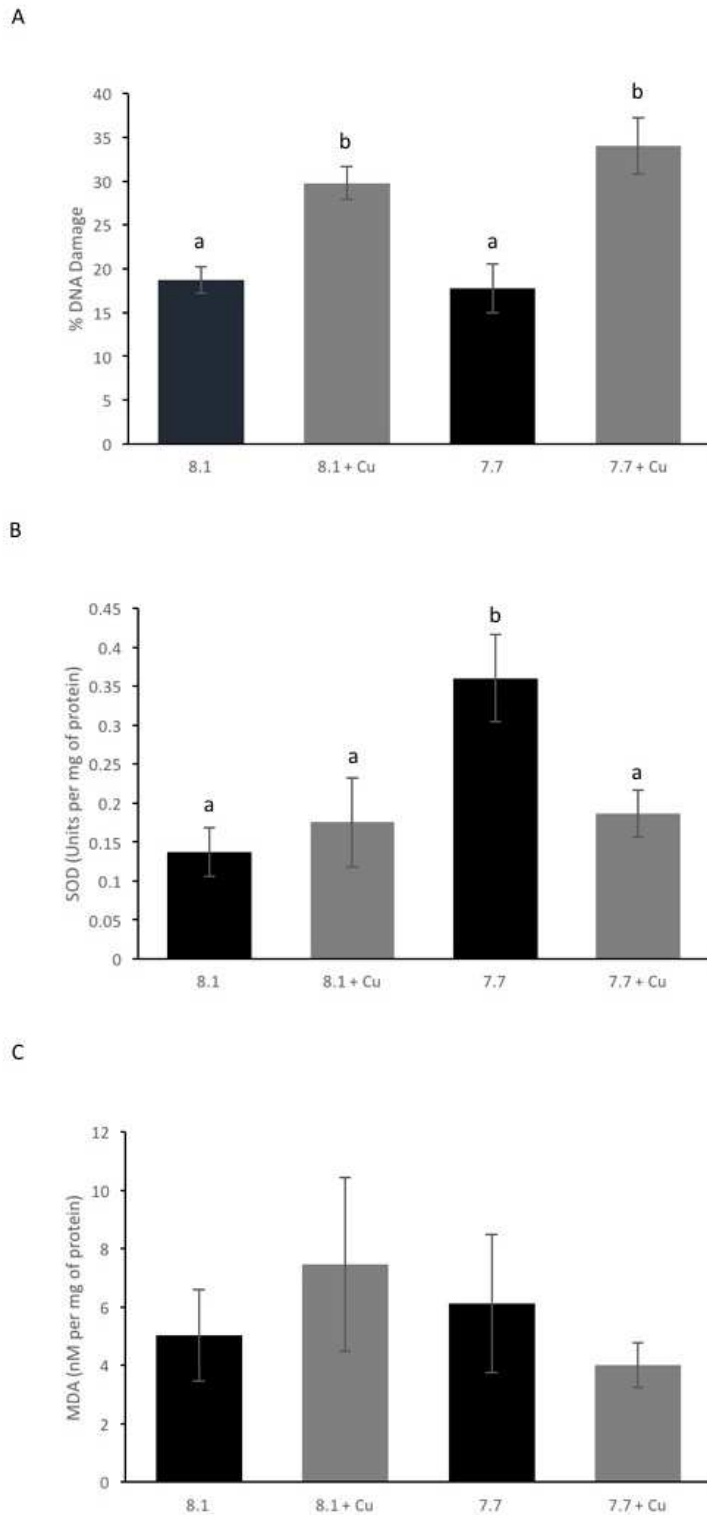 A
% DNA Damage
40
35
30
25
20
15
10
5
0
a
b
a
b
8.1
8.1 + Cu
7.7
7.7 + Cu
B
SOD (Units per mg of protein)
0.45
0.4
0.35
0.3
0.25
0.2
0.15
0.1
0.05
0
a
a
b
a
8.1
8.1 + Cu
7.7
7.7 + Cu
C
MDA (nM per mg of protein)
12
10
8
6
4
2
0
8.1
8.1 + Cu
7.7
7.7 + Cu